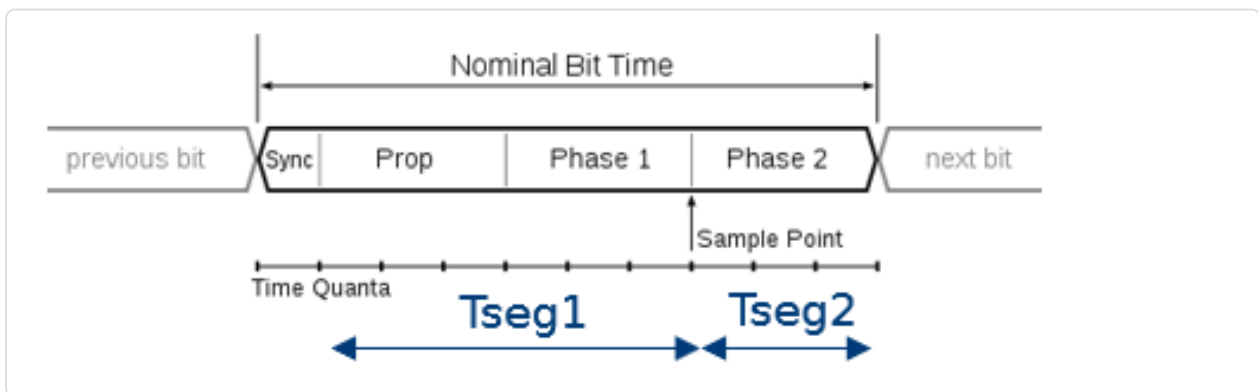 Nominal Bit Time
previous bit
Sync
Prop
Phase 1
Phase 2
next bit
Sample Point
Time Quanta
Tseg1
Tseg2